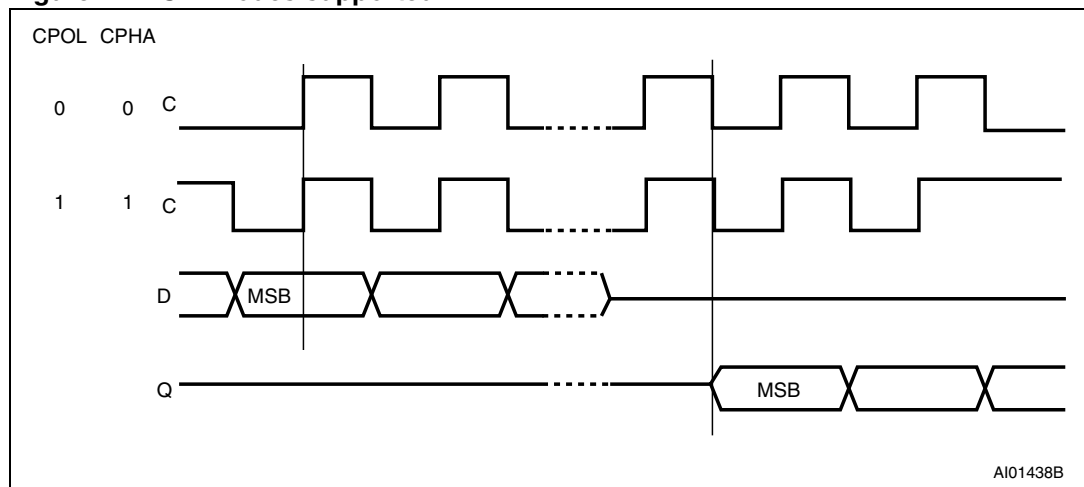 CPOL CPHA
0 0 C
1 1 C
D MSB
Q MSB
AI01438B